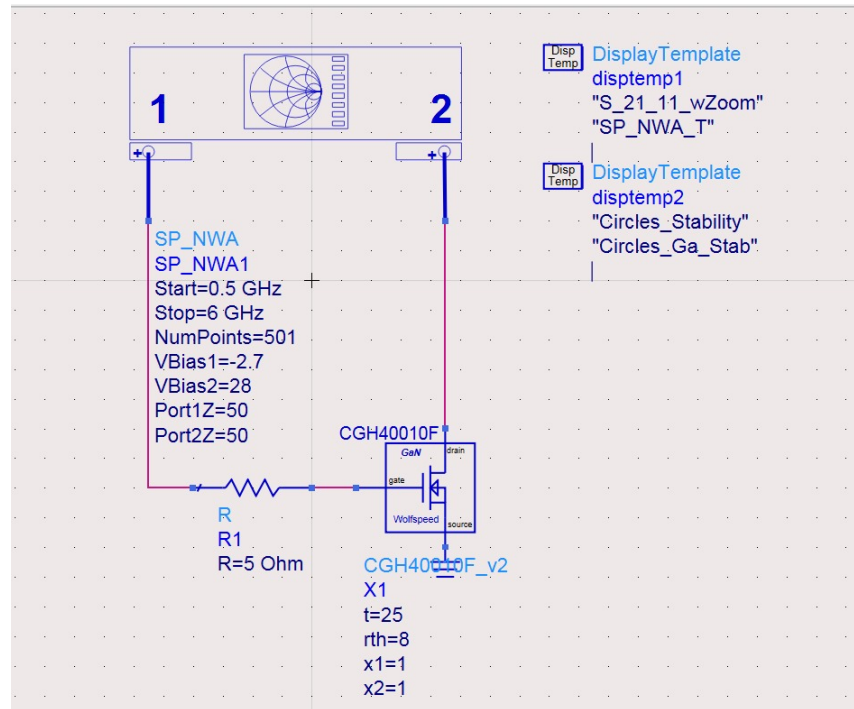 1
2
Disp
Temp
DisplayTemplate
disptemp1
"S_21_11_wZoom"
"SP_NWA_T"
Disp
Temp
DisplayTemplate
disptemp2
"Circles_Stability"
"Circles_Ga_Stab"
+
+
SP_NWA
SP_NWA1
Start=0.5 GHz
Stop=6 GHz
NumPoints=501
VBias1=-2.7
VBias2=28
Port1Z=50
Port2Z=50
CGH40010F
GaN
drain
gate
Wolfspeed
source
R
R1
R=5 Ohm
CGH40010F_v2
X1
t=25
rth=8
x1=1
x2=1